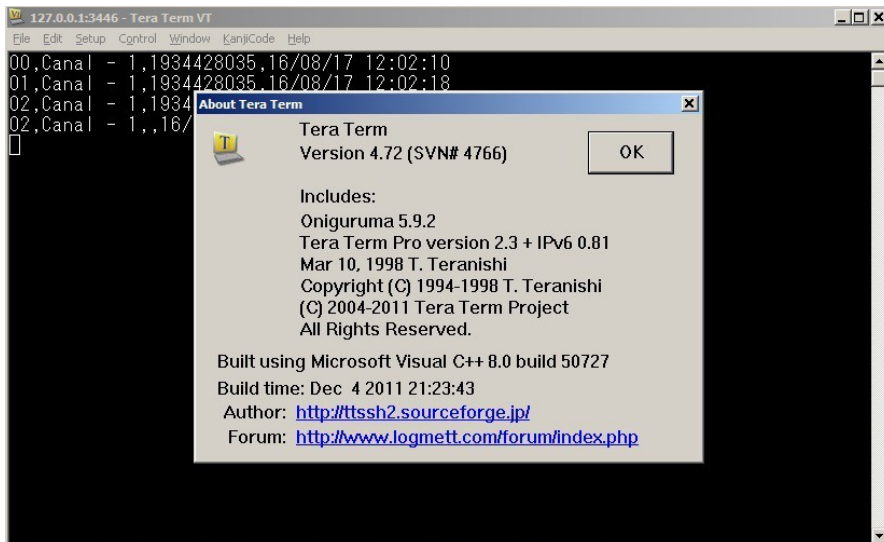 127.0.0.1:3446 - Tera Term VT
File Edit Setup Control Window KanjiCode Help
00,Canal - 1,1934428035,16/08/17 12:02:10
01,Canal - 1,1934428035,16/08/17 12:02:18
02,Canal - 1,1934
02,Canal - 1,,16/
About Tera Term
Tera Term
Version 4.72 (SVN# 4766)
OK
Includes:
Oniguruma 5.9.2
Tera Term Pro version 2.3 + IPv6 0.81
Mar 10, 1998 T. Teranishi
Copyright (C) 1994-1998 T. Teranishi
(C) 2004-2011 Tera Term Project
All Rights Reserved.
Built using Microsoft Visual C++ 8.0 build 50727
Build time: Dec 4 2011 21:23:43
Author: http://ttssh2.sourceforge.jp/
Forum: http://www.logmett.com/forum/index.php